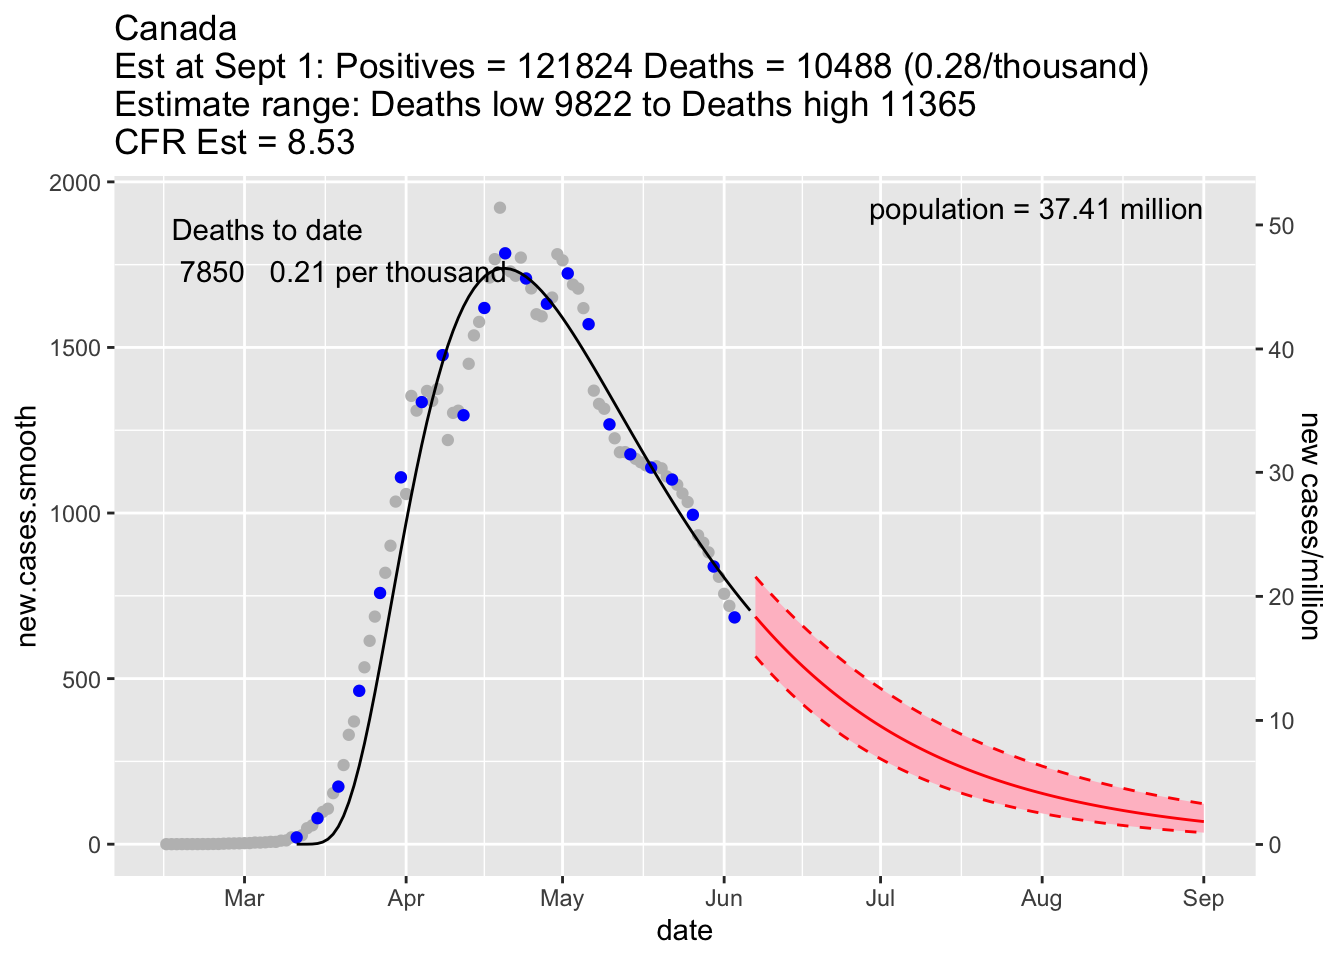 Canada
Est at Sept 1: Positives = 121824 Deaths = 10488 (0.28/thousand)
Estimate range: Deaths low 9822 to Deaths high 11365
CFR Est = 8.53
2000
1500
1000
500
0
new.cases.smooth
Deaths to date
7850 0.21 per thousand
population = 37.41 million
50
40
30
20
10
0
new cases/million
Mar Apr May Jun Jul Aug Sep
date